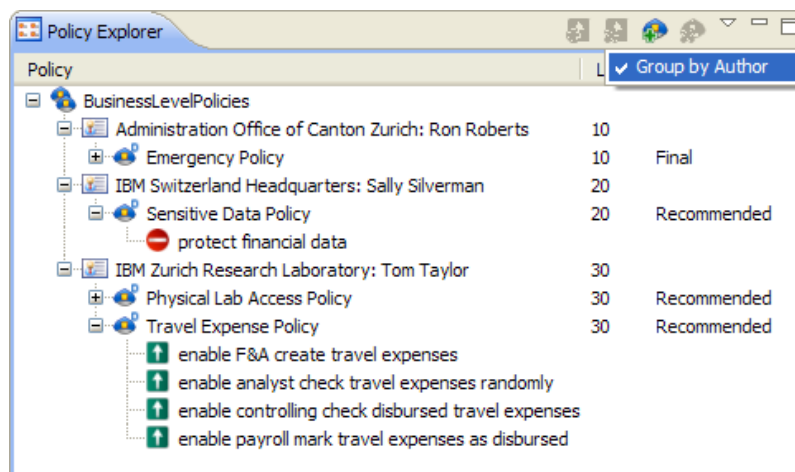 Policy Explorer
Policy L
Group by Author
BusinessLevelPolicies
Administration Office of Canton Zurich: Ron Roberts 10
Emergency Policy 10 Final
IBM Switzerland Headquarters: Sally Silverman 20
Sensitive Data Policy 20 Recommended
protect financial data
IBM Zurich Research Laboratory: Tom Taylor 30
Physical Lab Access Policy 30 Recommended
Travel Expense Policy 30 Recommended
enable F&A create travel expenses
enable analyst check travel expenses randomly
enable controlling check disbursed travel expenses
enable payroll mark travel expenses as disbursed